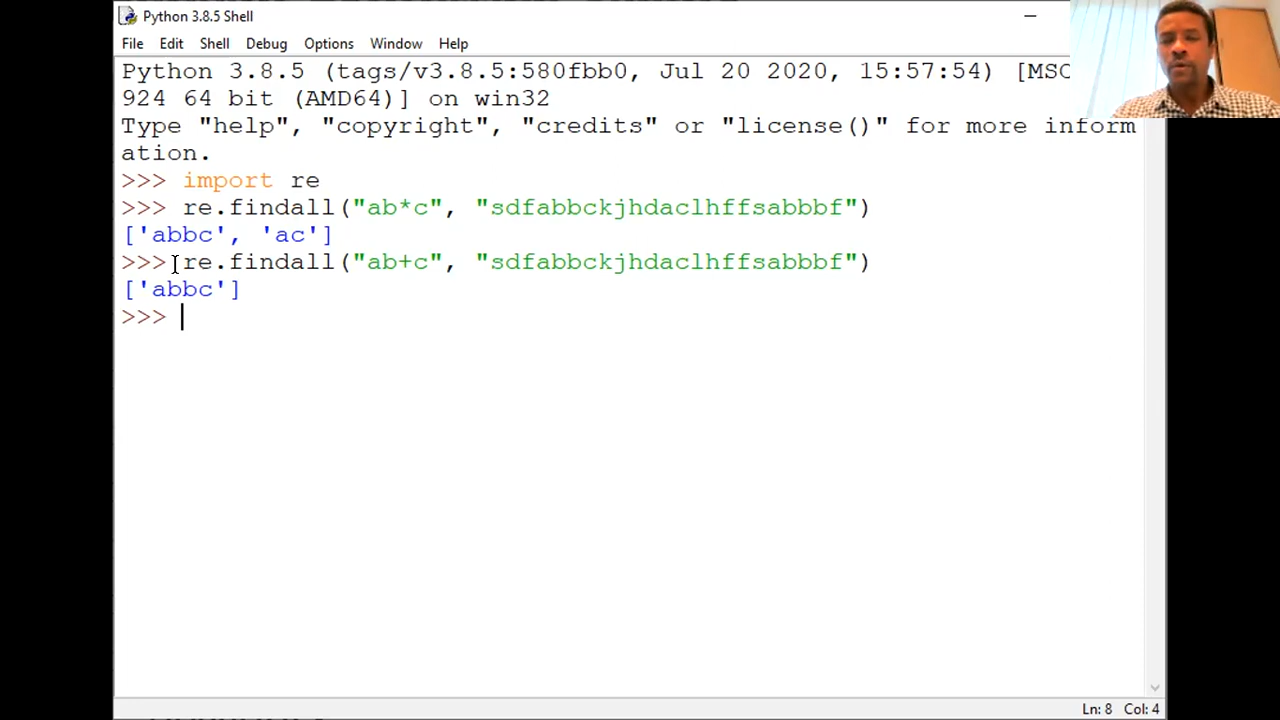 Python 3.8.5 Shell
File Edit Shell Debug Options Window Help
Python 3.8.5 (tags/v3.8.5:580fbb0, Jul 20 2020, 15:57:54) [MSC
924 64 bit (AMD64)] on win32
Type "help", "copyright", "credits" or "license()" for more inform
ation.
>>> import re
>>> re.findall("ab*c", "sdfabbckjhdaclhffsabbbf")
['abbc', 'ac']
>>> re.findall("ab+c", "sdfabbckjhdaclhffsabbbf")
['abbc']
>>>
Ln: 8 Col: 4